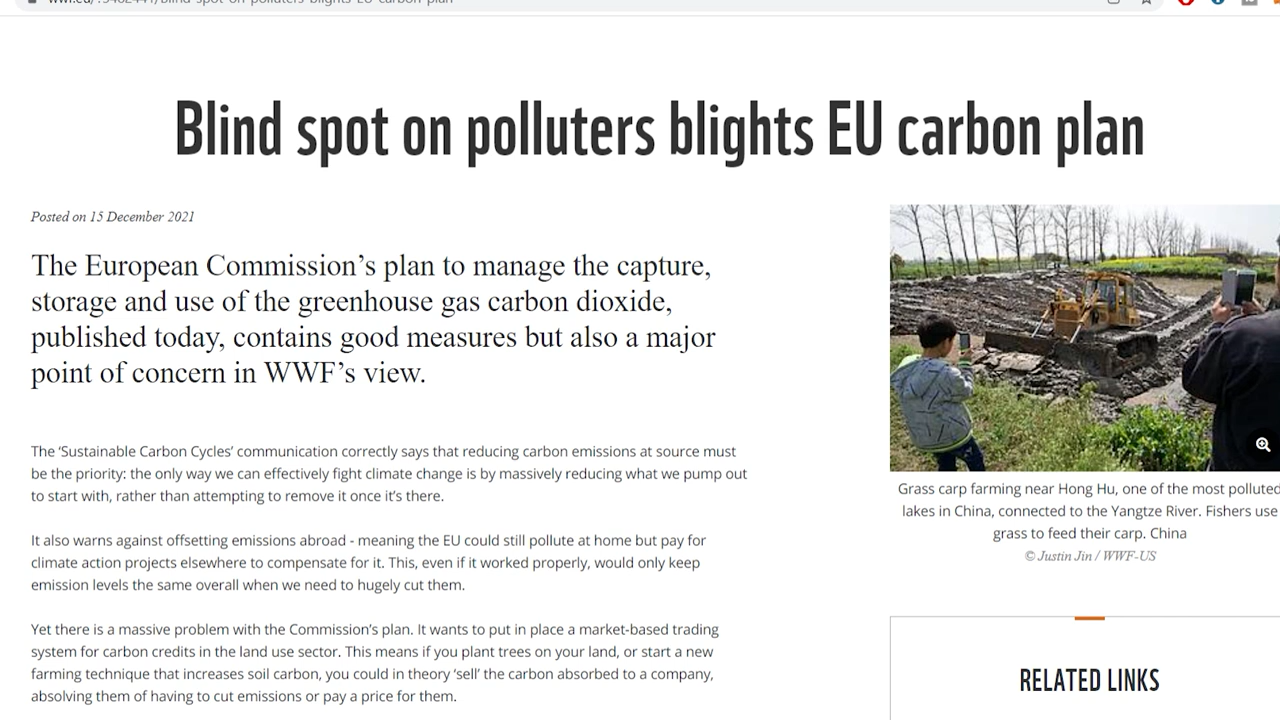 Blind spot on polluters blights EU carbon plan
Posted on 15 December 2021
The European Commission’s plan to manage the capture,
storage and use of the greenhouse gas carbon dioxide,
published today, contains good measures but also a major
point of concern in WWF’s view.
The ‘Sustainable Carbon Cycles’ communication correctly says that reducing carbon emissions at source must
be the priority: the only way we can effectively fight climate change is by massively reducing what we pump out
to start with, rather than attempting to remove it once it’s there.
It also warns against offsetting emissions abroad - meaning the EU could still pollute at home but pay for
climate action projects elsewhere to compensate for it. This, even if it worked properly, would only keep
emission levels the same overall when we need to hugely cut them.
Yet there is a massive problem with the Commission’s plan. It wants to put in place a market-based trading
system for carbon credits in the land use sector. This means if you plant trees on your land, or start a new
farming technique that increases soil carbon, you could in theory ‘sell’ the carbon absorbed to a company,
absolving them of having to cut emissions or pay a price for them.
Grass carp farming near Hong Hu, one of the most polluted
lakes in China, connected to the Yangtze River. Fishers use
grass to feed their carp. China
© Justin Jin / WWF-US
RELATED LINKS